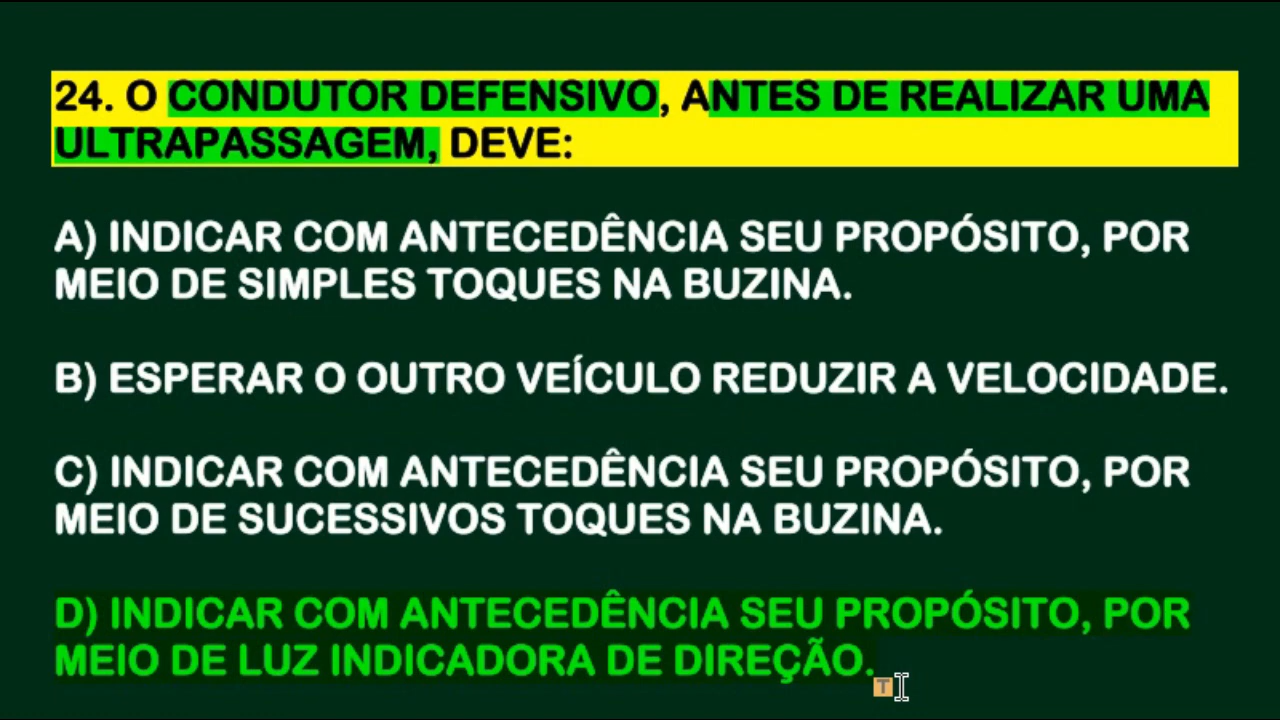 24. O CONDUTOR DEFENSIVO, ANTES DE REALIZAR UMA
ULTRAPASSAGEM, DEVE:
A) INDICAR COM ANTECEDÊNCIA SEU PROPÓSITO, POR
MEIO DE SIMPLES TOQUES NA BUZINA.
B) ESPERAR O OUTRO VEÍCULO REDUZIR A VELOCIDADE.
C) INDICAR COM ANTECEDÊNCIA SEU PROPÓSITO, POR
MEIO DE SUCESSIVOS TOQUES NA BUZINA.
D) INDICAR COM ANTECEDÊNCIA SEU PROPÓSITO, POR
MEIO DE LUZ INDICADORA DE DIREÇÃO.
T